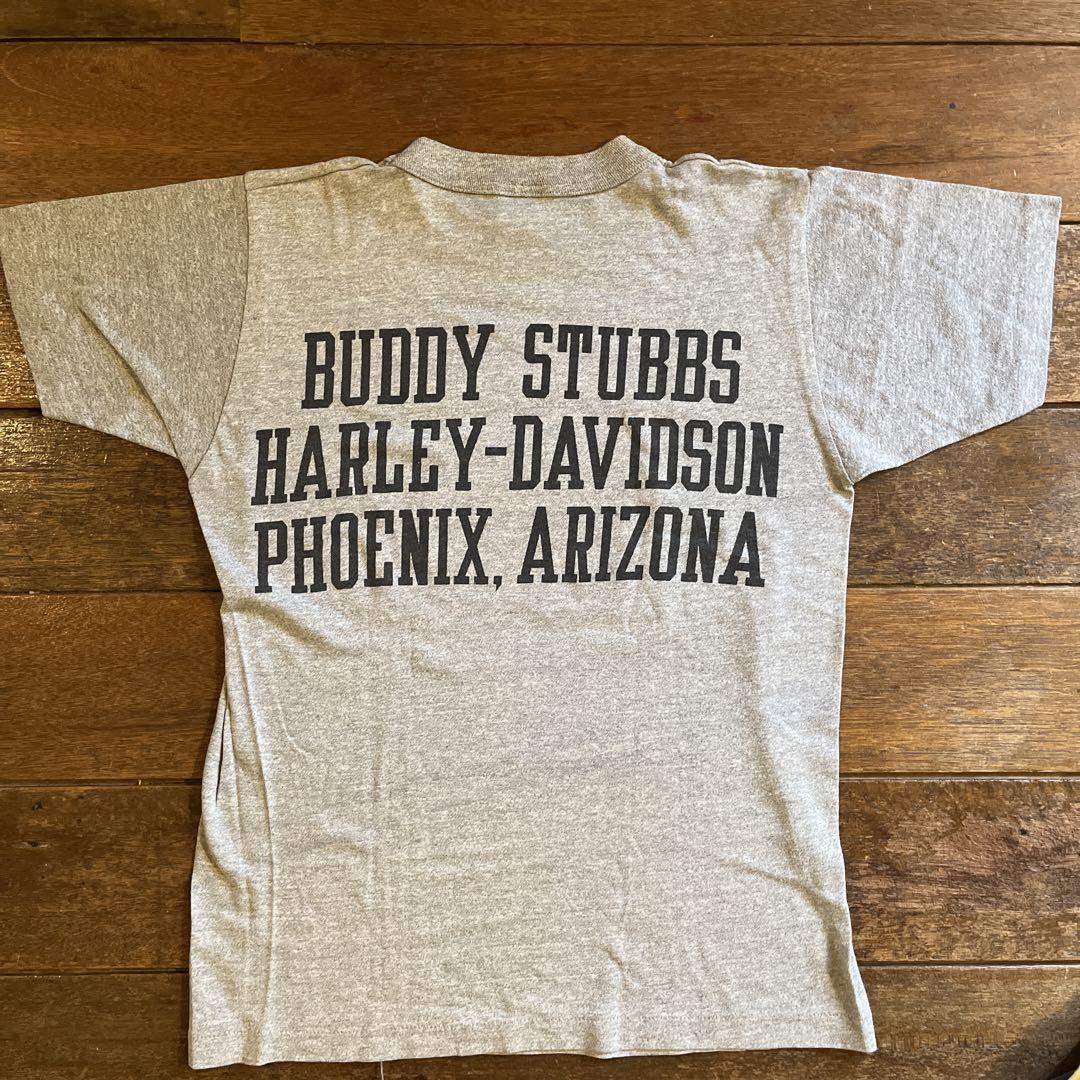 BUDDY STUBBS
HARLEY-DAVIDSON
PHOENIX, ARIZONA